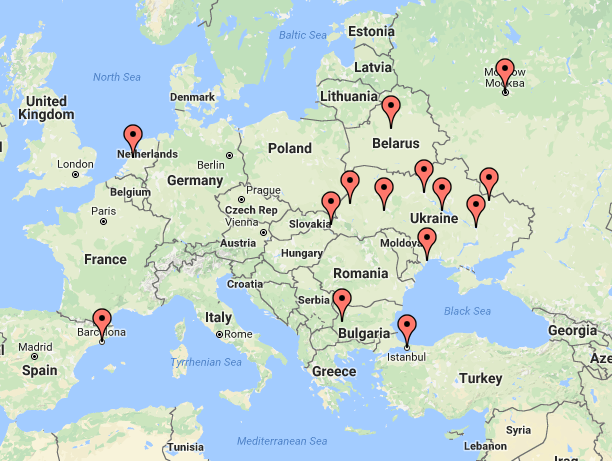 Estonia
Baltic Sea
Latvia
Moscow
Москва
North Sea
Lithuania
Denmark
United
Kingdom
Belarus
Poland
Netherlands
Berlin
London
Germany
Belgium
Prague
Paris
Czech Rep
Ukraine
Vienna
Slovakia
Austria
Moldova
Hungary
France
Romania
Croatia
Serbia
Black Sea
Italy
Barcelona
Rome
Bulgaria
Georgia
Madrid
Istanbul
Aze
l
Spain
Tyrrhenian Sea
Greece
Turkey
Syria
Mediterranean Sea
Tunisia
Lebanon
Iraq